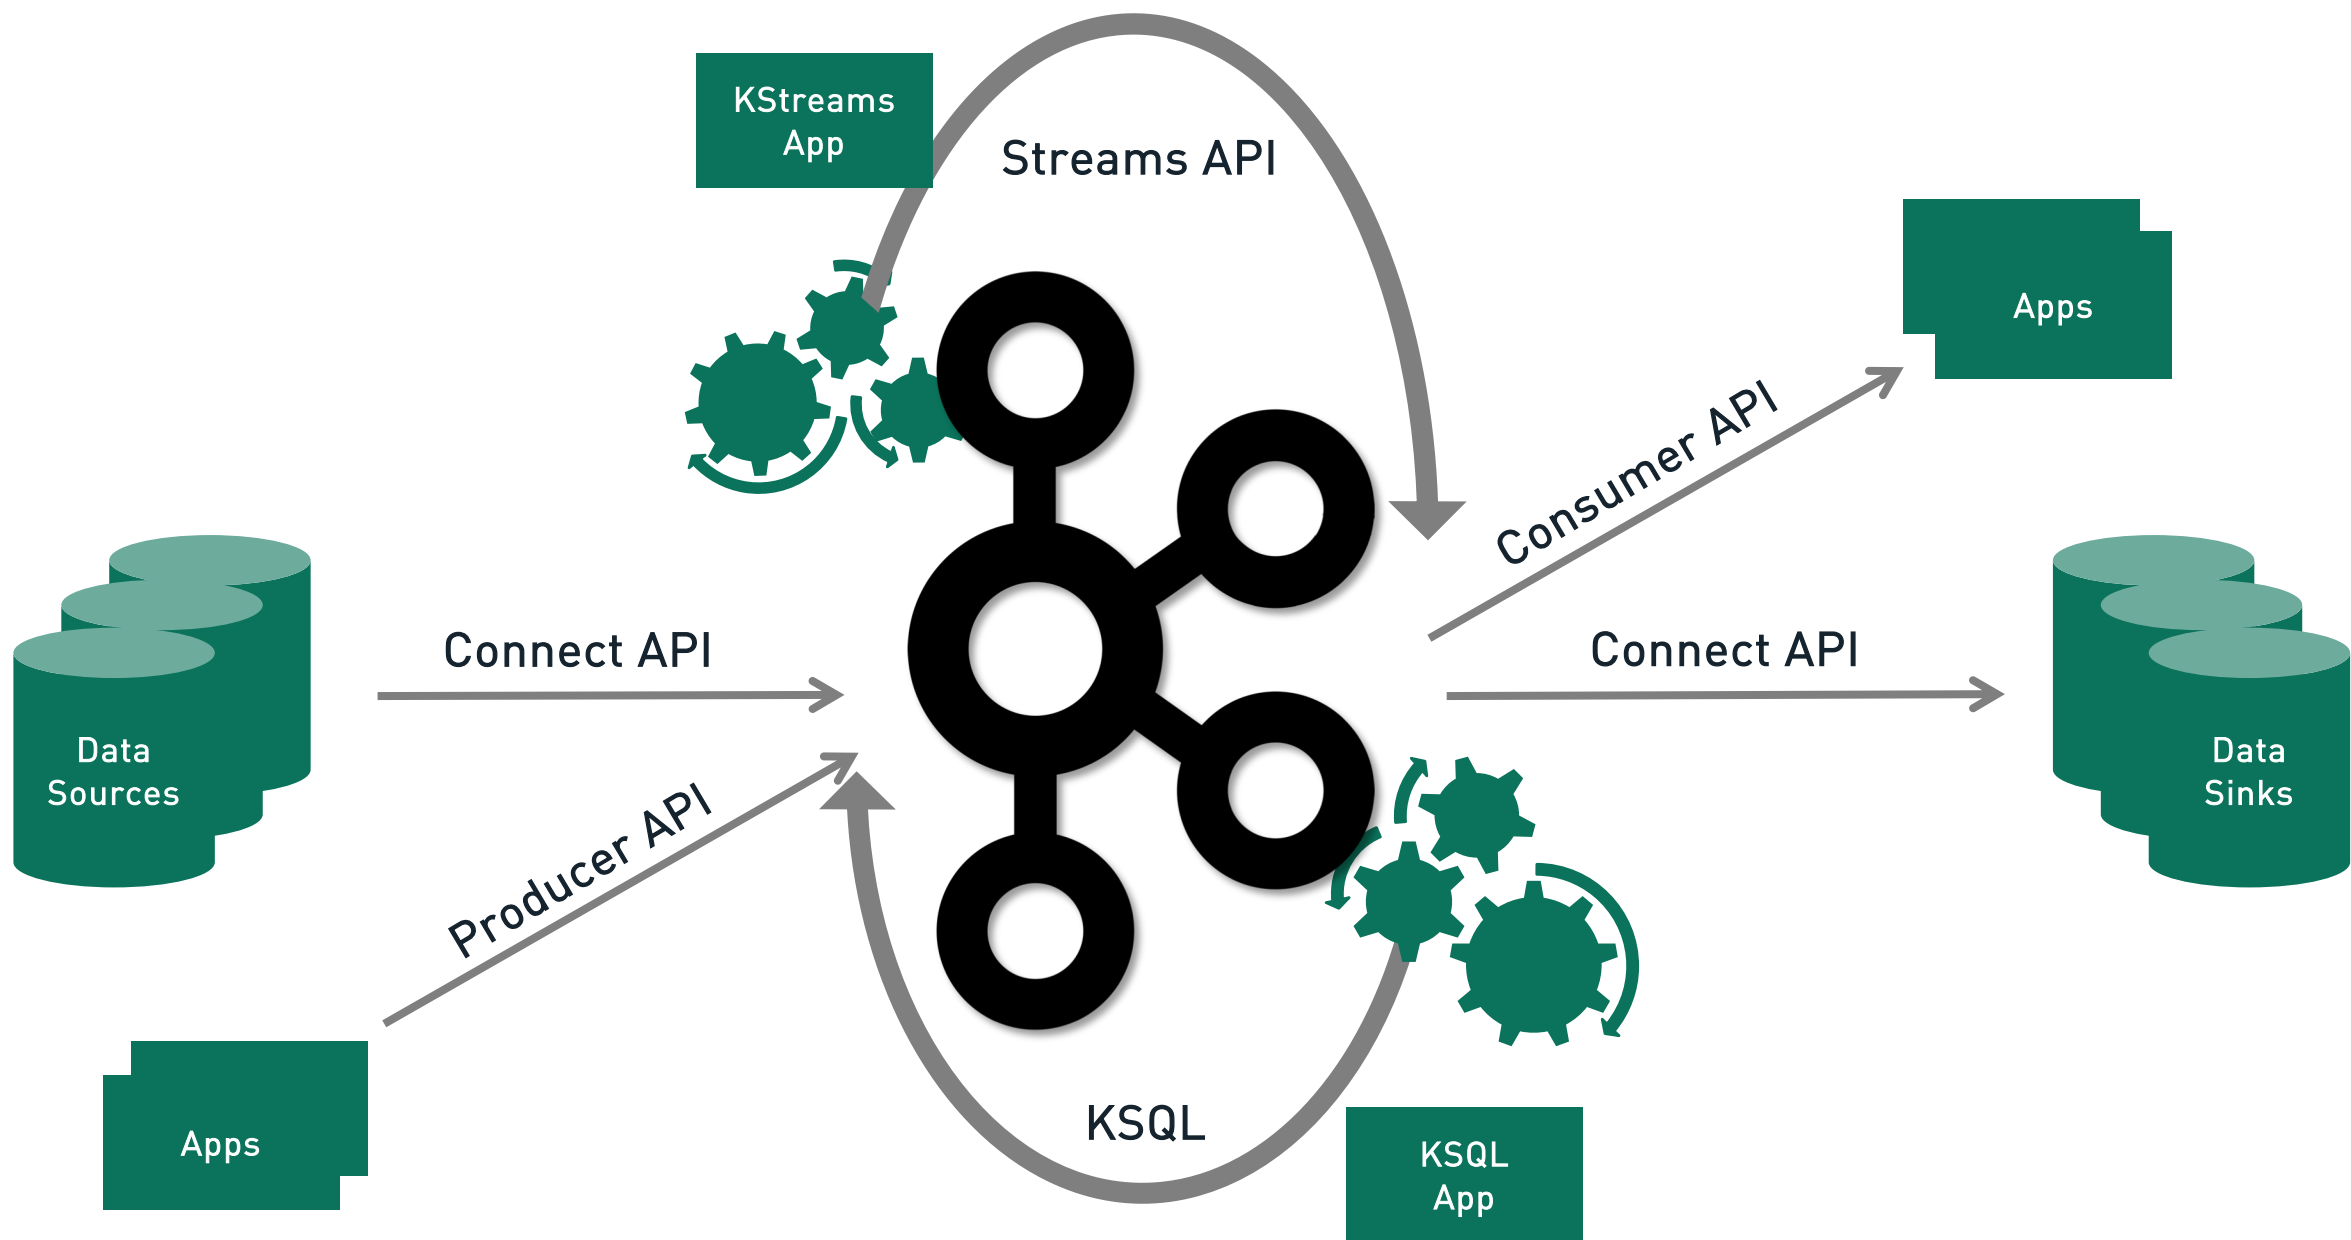 KStreams
App
Streams API
Apps
Consumer API
Connect API
Connect API
Data
Sources
Data
Sinks
Producer API
Apps
KSQL
KSQL
App